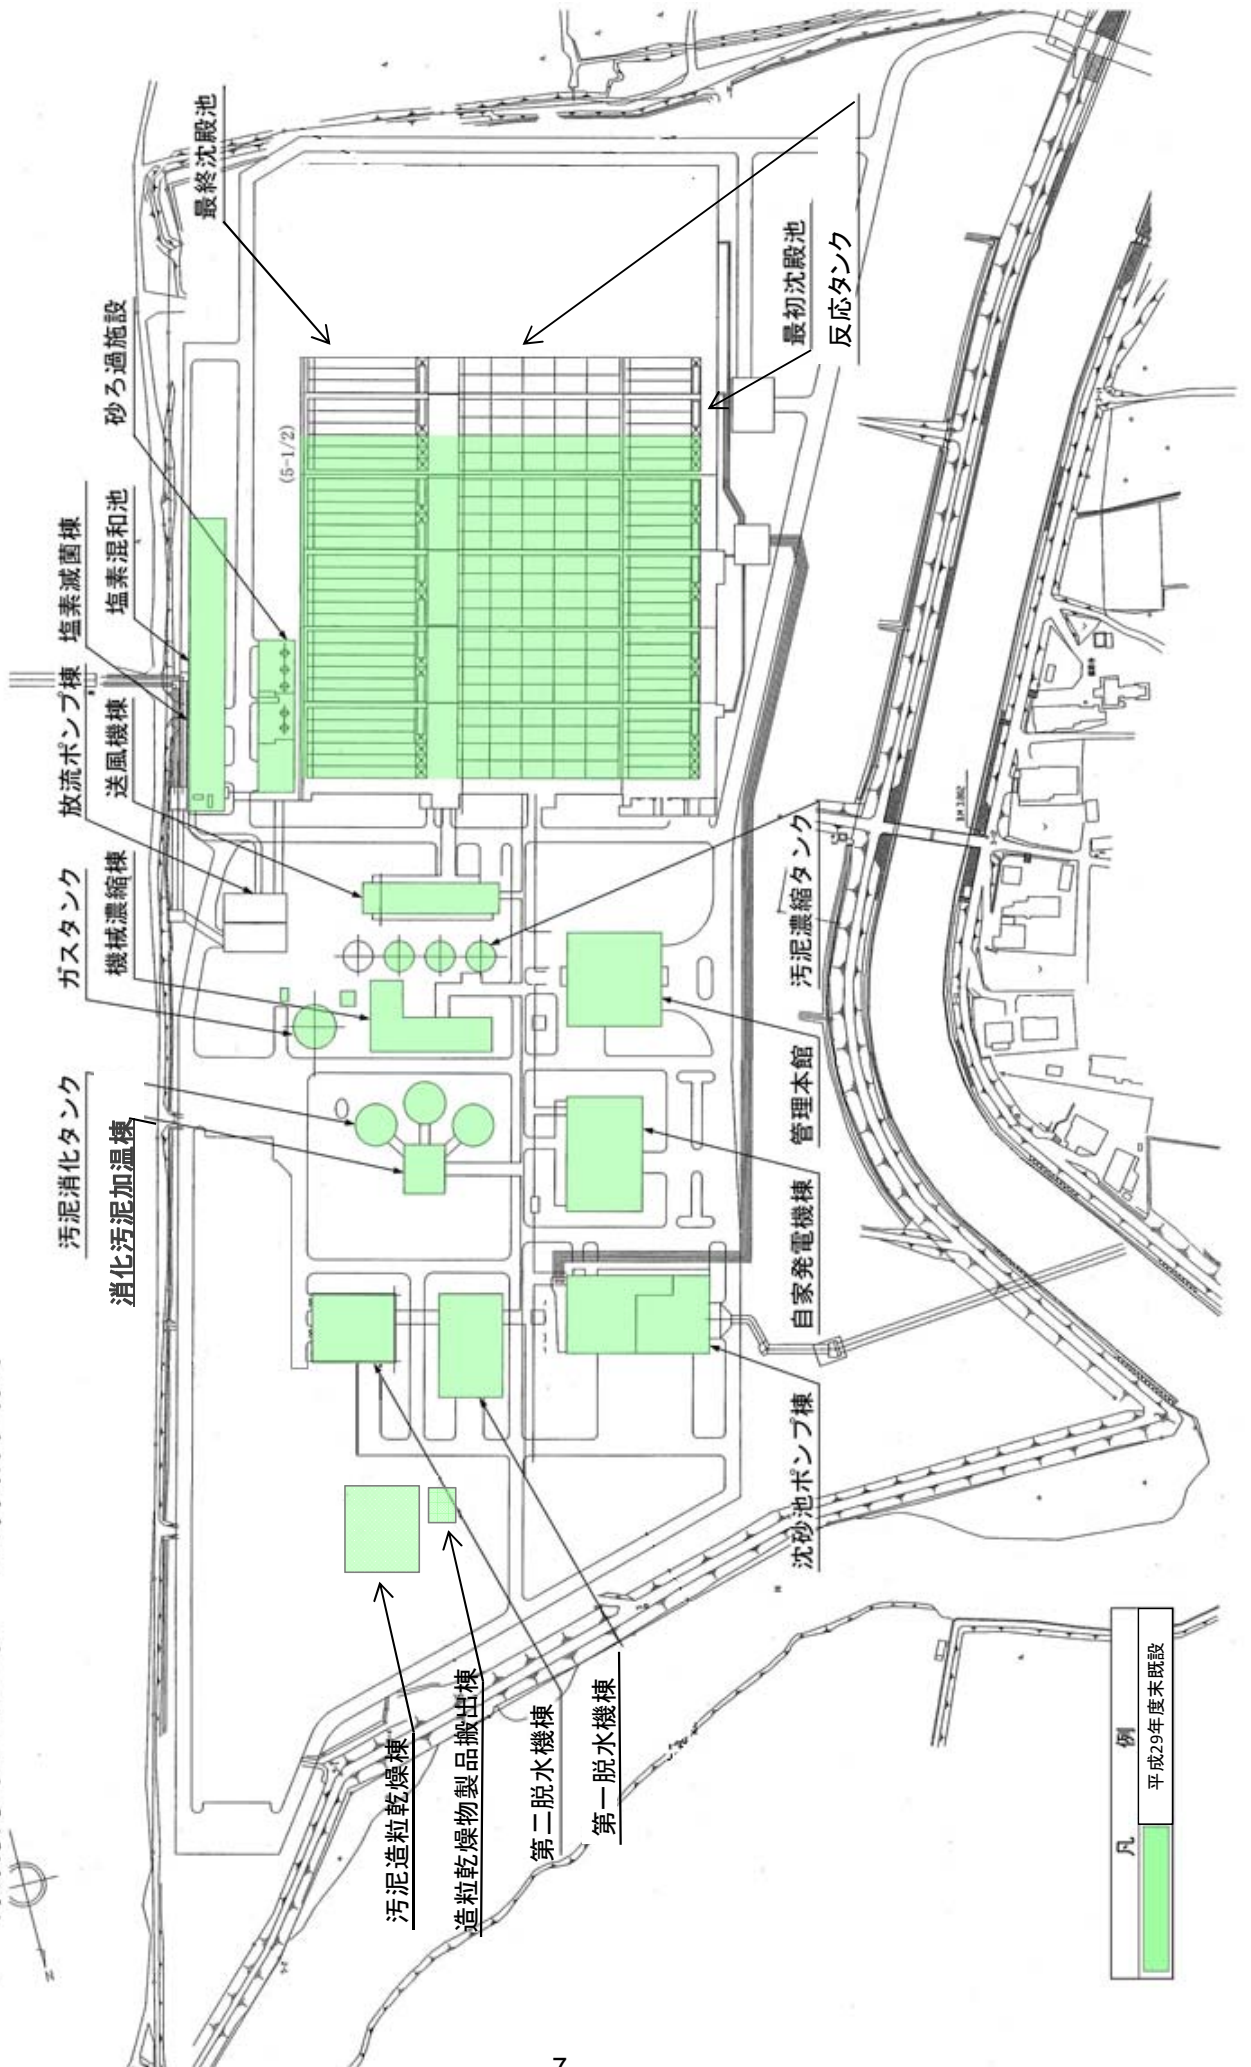 最終沈殿池
砂ろ過施設
塩素混和池
塩素滅菌棟
放流ポンプ棟
送風機棟
ガスタンク
機械濃縮棟
汚泥消化タンク
消化汚泥加温棟
(5-1/2)
最初沈殿池
反応タンク
汚泥濃縮タンク
管理本館
自家発電機棟
沈砂池ポンプ棟
汚泥造粒乾燥棟
造粒乾燥物製品搬出棟
第二脱水機棟
第一脱水機棟
凡例
平成29年度末既設
N
7